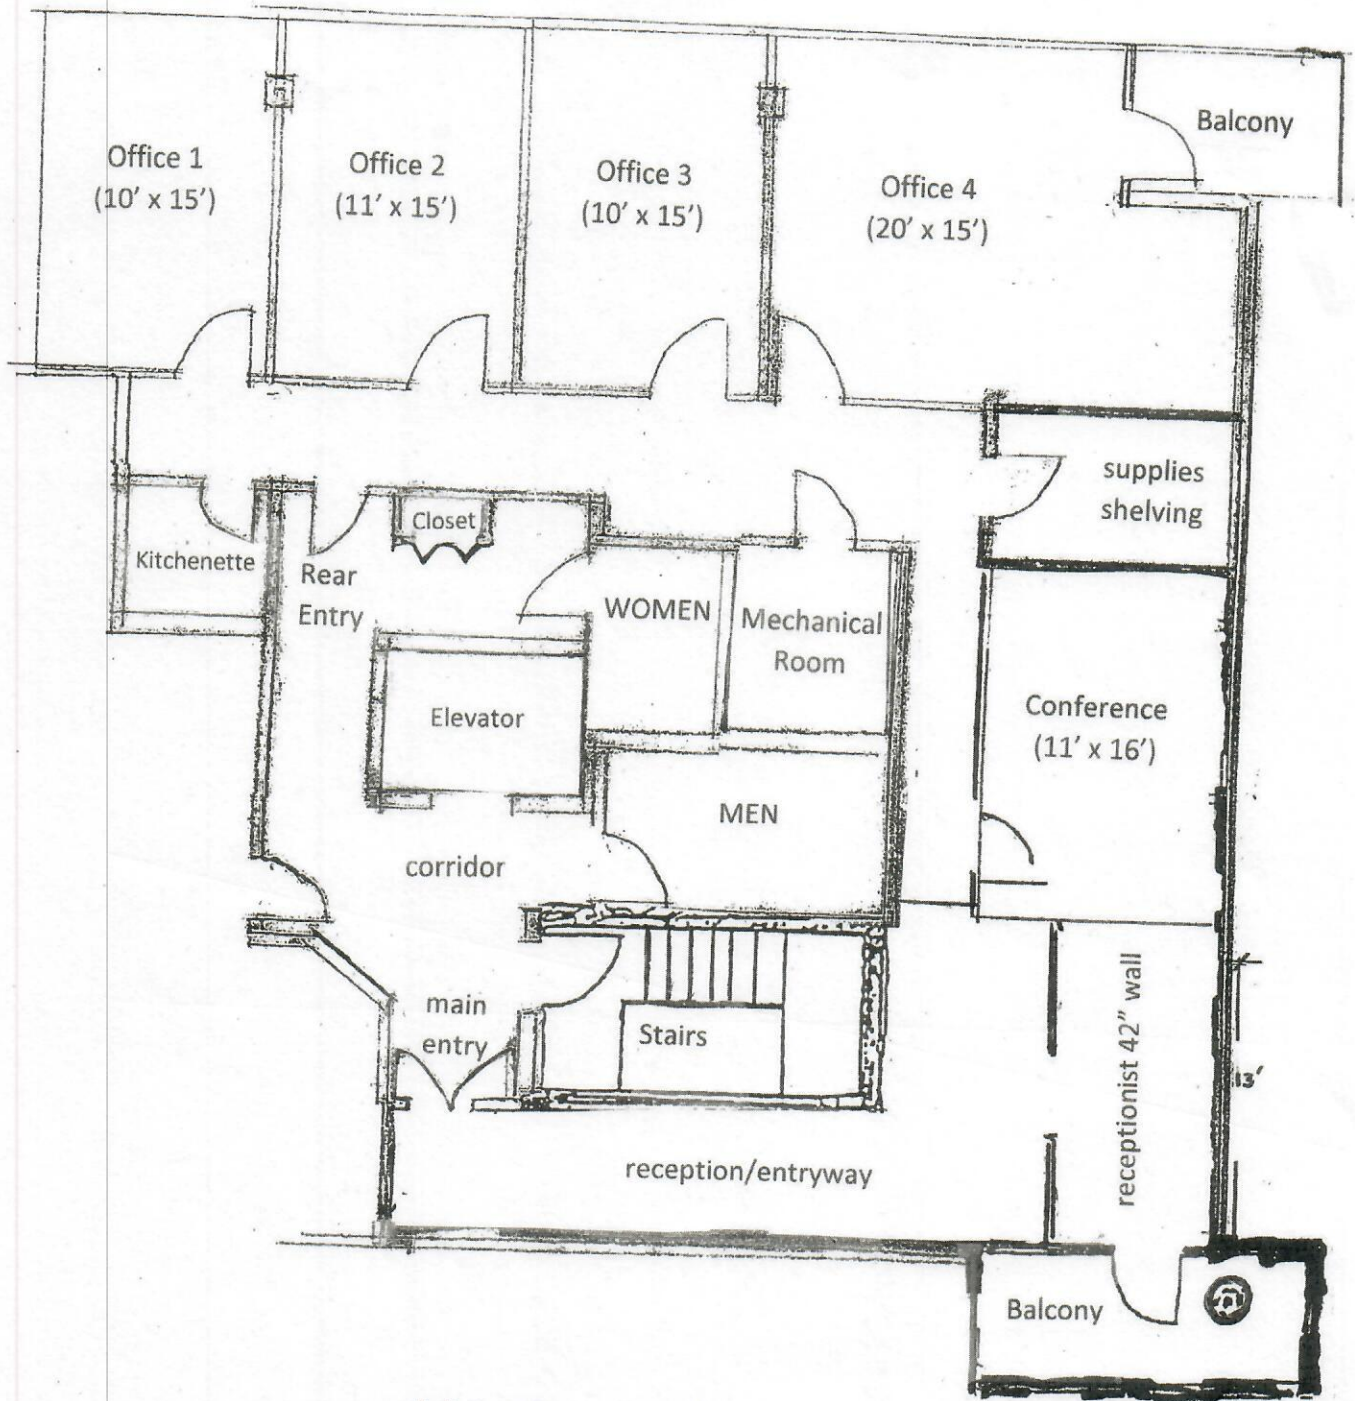 Balcony
Office 1
(10' x 15')
Office 2
(11' x 15')
Office 3
(10' x 15')
Office 4
(20' x 15')
supplies
shelving
Closet
Kitchenette
Rear
Entry
WOMEN
Mechanical
Room
Elevator
Conference
(11' x 16')
MEN
corridor
main
entry
Stairs
receptionist 42" wall
13'
reception/entryway
Balcony